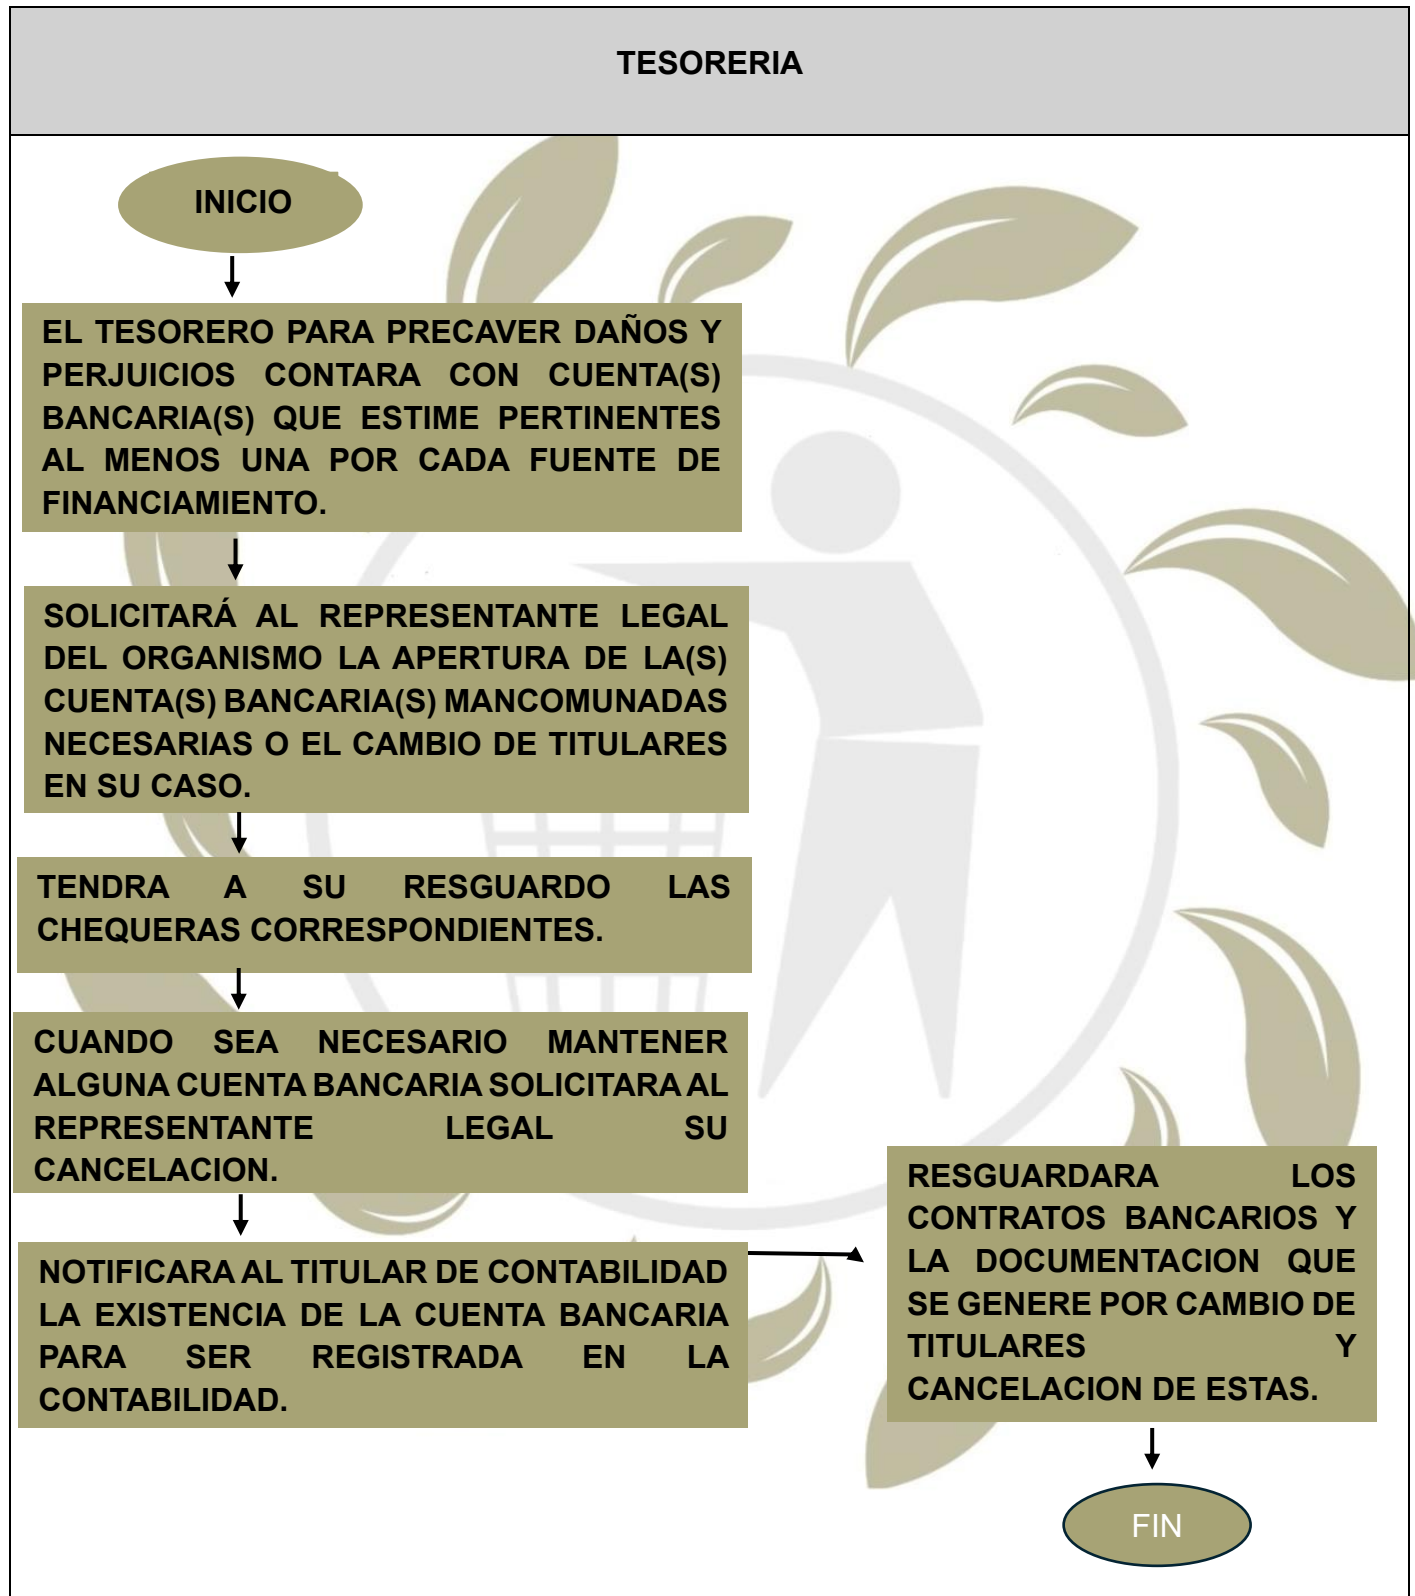 TESORERIA
INICIO
EL TESORERO PARA PRECAVER DAÑOS Y
PERJUICIOS CONTARA CON CUENTA(S)
BANCARIA(S) QUE ESTIME PERTINENTES
AL MENOS UNA POR CADA FUENTE DE
FINANCIAMIENTO.
SOLICITARÁ AL REPRESENTANTE LEGAL
DEL ORGANISMO LA APERTURA DE LA(S)
CUENTA(S) BANCARIA(S) MANCOMUNADAS
NECESARIAS O EL CAMBIO DE TITULARES
EN SU CASO.
TENDRA A SU RESGUARDO LAS
CHEQUERAS CORRESPONDIENTES.
CUANDO SEA NECESARIO MANTENER
ALGUNA CUENTA BANCARIA SOLICITARA AL
REPRESENTANTE LEGAL SU
CANCELACION.
NOTIFICARA AL TITULAR DE CONTABILIDAD
LA EXISTENCIA DE LA CUENTA BANCARIA
PARA SER REGISTRADA EN LA
CONTABILIDAD.
RESGUARDARA LOS
CONTRATOS BANCARIOS Y
LA DOCUMENTACION QUE
SE GENERE POR CAMBIO DE
TITULARES Y
CANCELACION DE ESTAS.
FIN